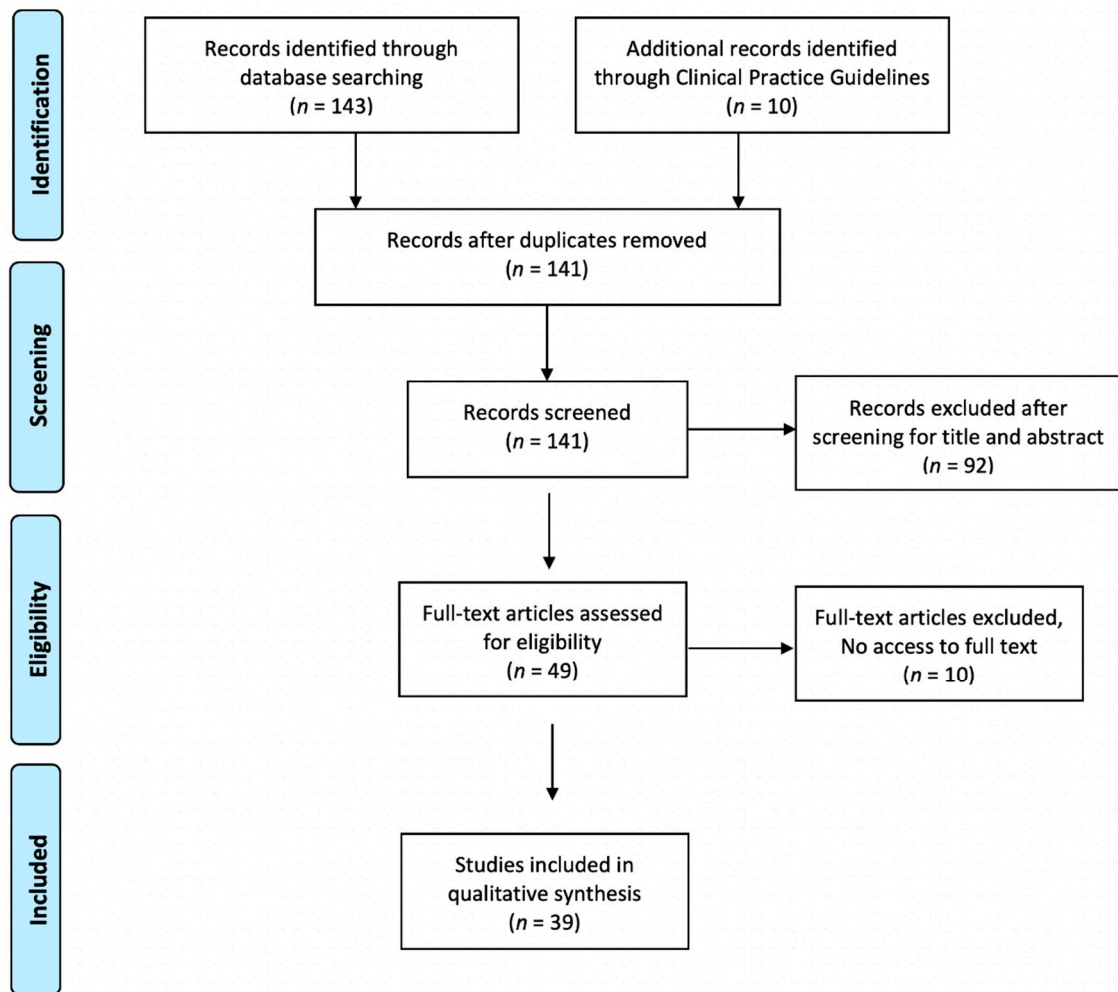 Identification
Records identified through
database searching
(n = 143)
Additional records identified
through Clinical Practice Guidelines
(n = 10)
Records after duplicates removed
(n = 141)
Screening
Records screened
(n = 141)
Records excluded after
screening for title and abstract
(n = 92)
Eligibility
Full-text articles assessed
for eligibility
(n = 49)
Full-text articles excluded,
No access to full text
(n = 10)
Included
Studies included in
qualitative synthesis
(n = 39)